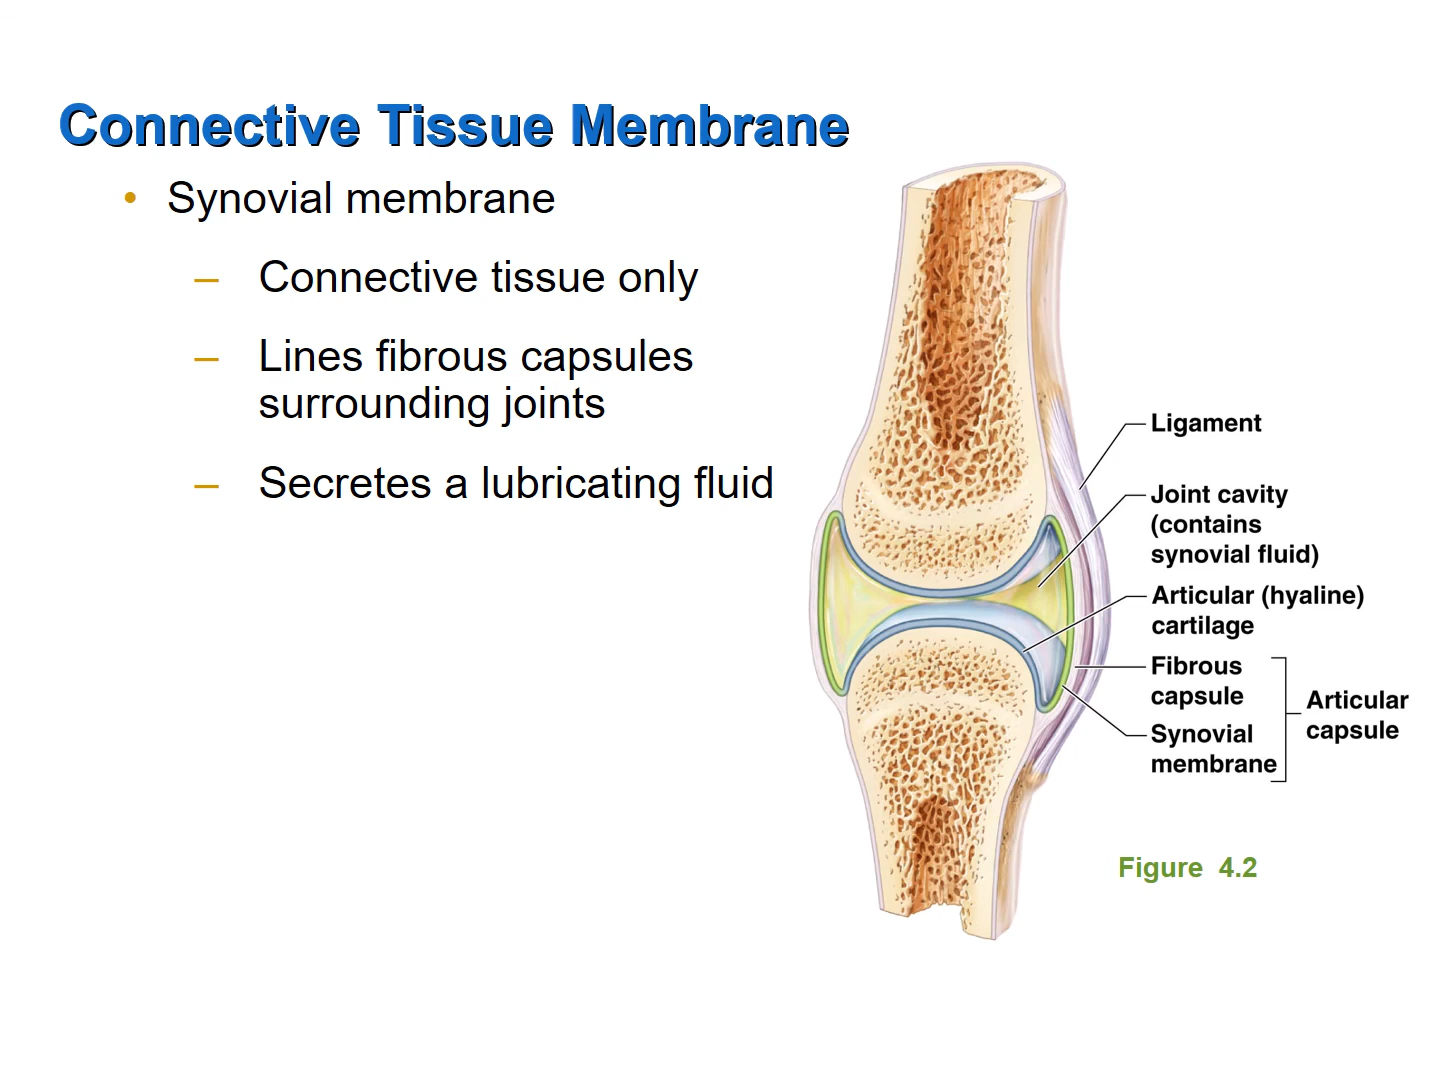 Connective Tissue Membrane
• Synovial membrane
– Connective tissue only
– Lines fibrous capsules
surrounding joints
– Secretes a lubricating fluid
Ligament
Joint cavity
(contains
synovial fluid)
Articular (hyaline)
cartilage
Fibrous
capsule
Synovial
membrane
Articular
capsule
Figure 4.2